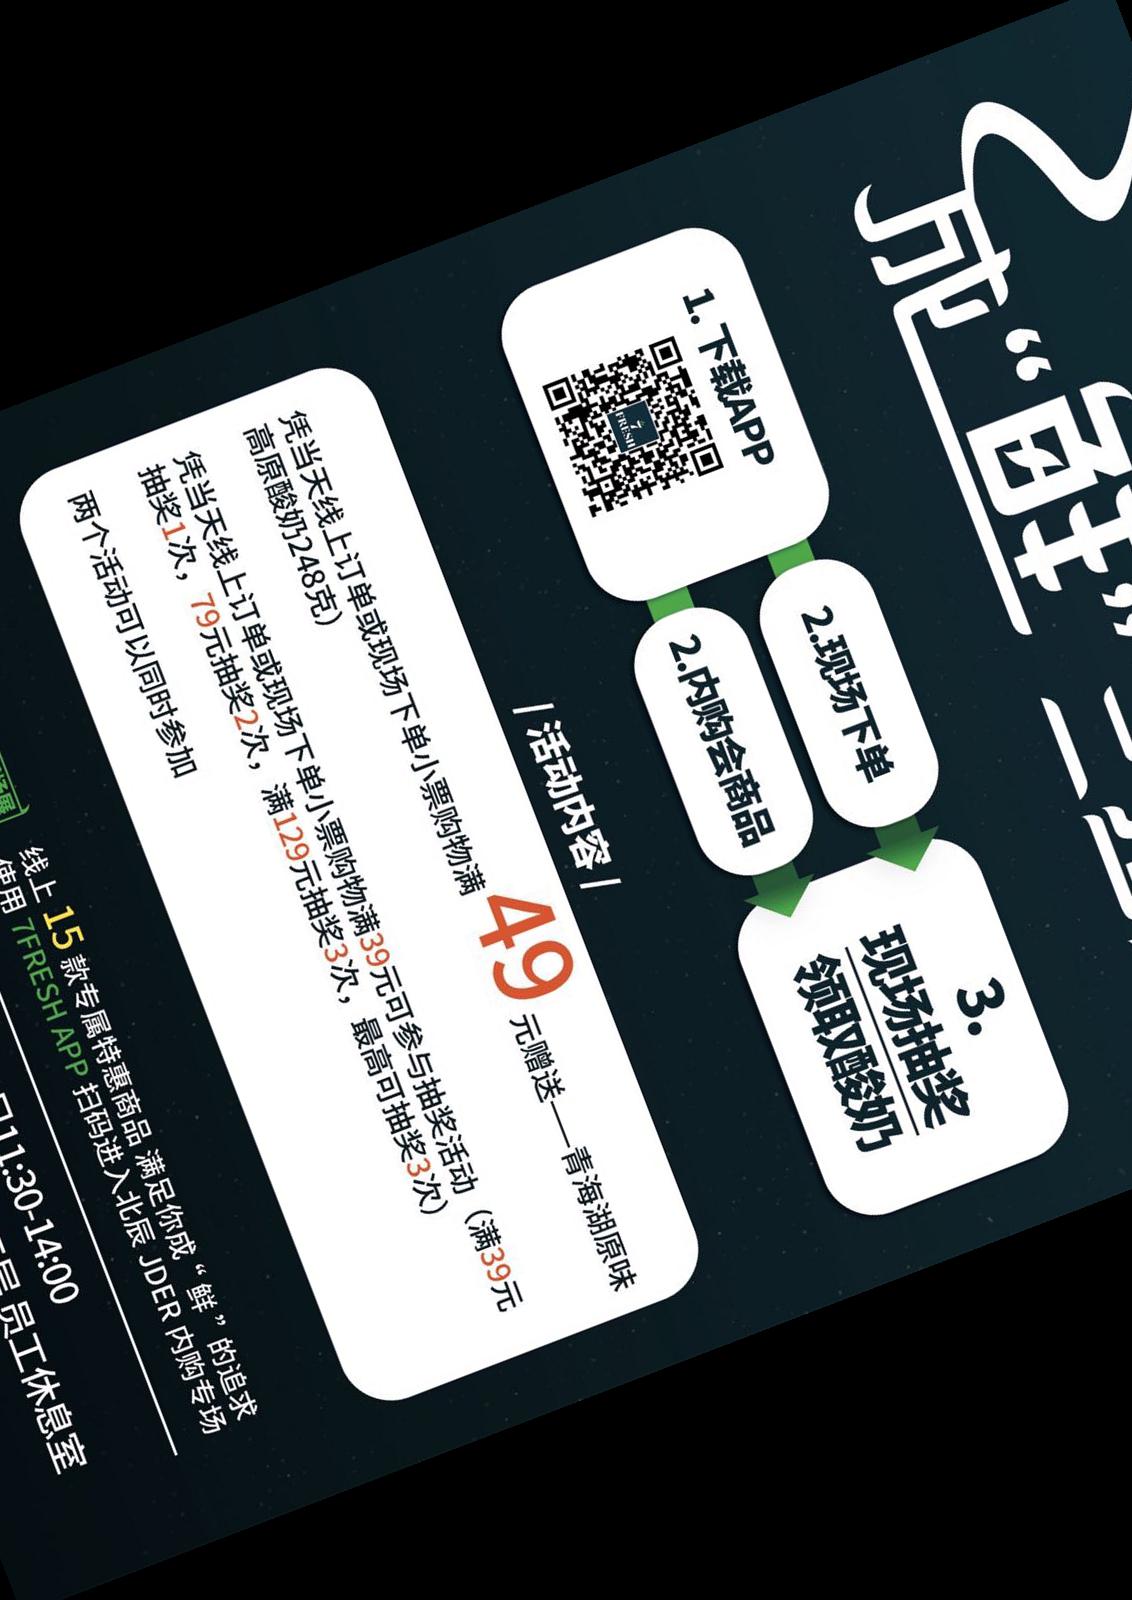 成“鲜”
1. 下载APP
7
FRESH
2.现场下单
2.内购会商品
3.
现场抽奖
领取酸奶
/ 活动内容 /
凭当天线上订单或现场下单小票购物满 49 元赠送——青海湖原味
高原酸奶248克）
凭当天线上订单或现场下单小票购物满39元可参与抽奖活动（满39元
抽奖1次，79元抽奖2次，满129元抽奖3次，最高可抽奖3次）
两个活动可以同时参加
线上 15 款专属特惠商品 满足你成“鲜”的追求
使用 7FRESH APP 扫码进入北辰 JDER 内购专场
日11:30-14:00
层 员工休息室